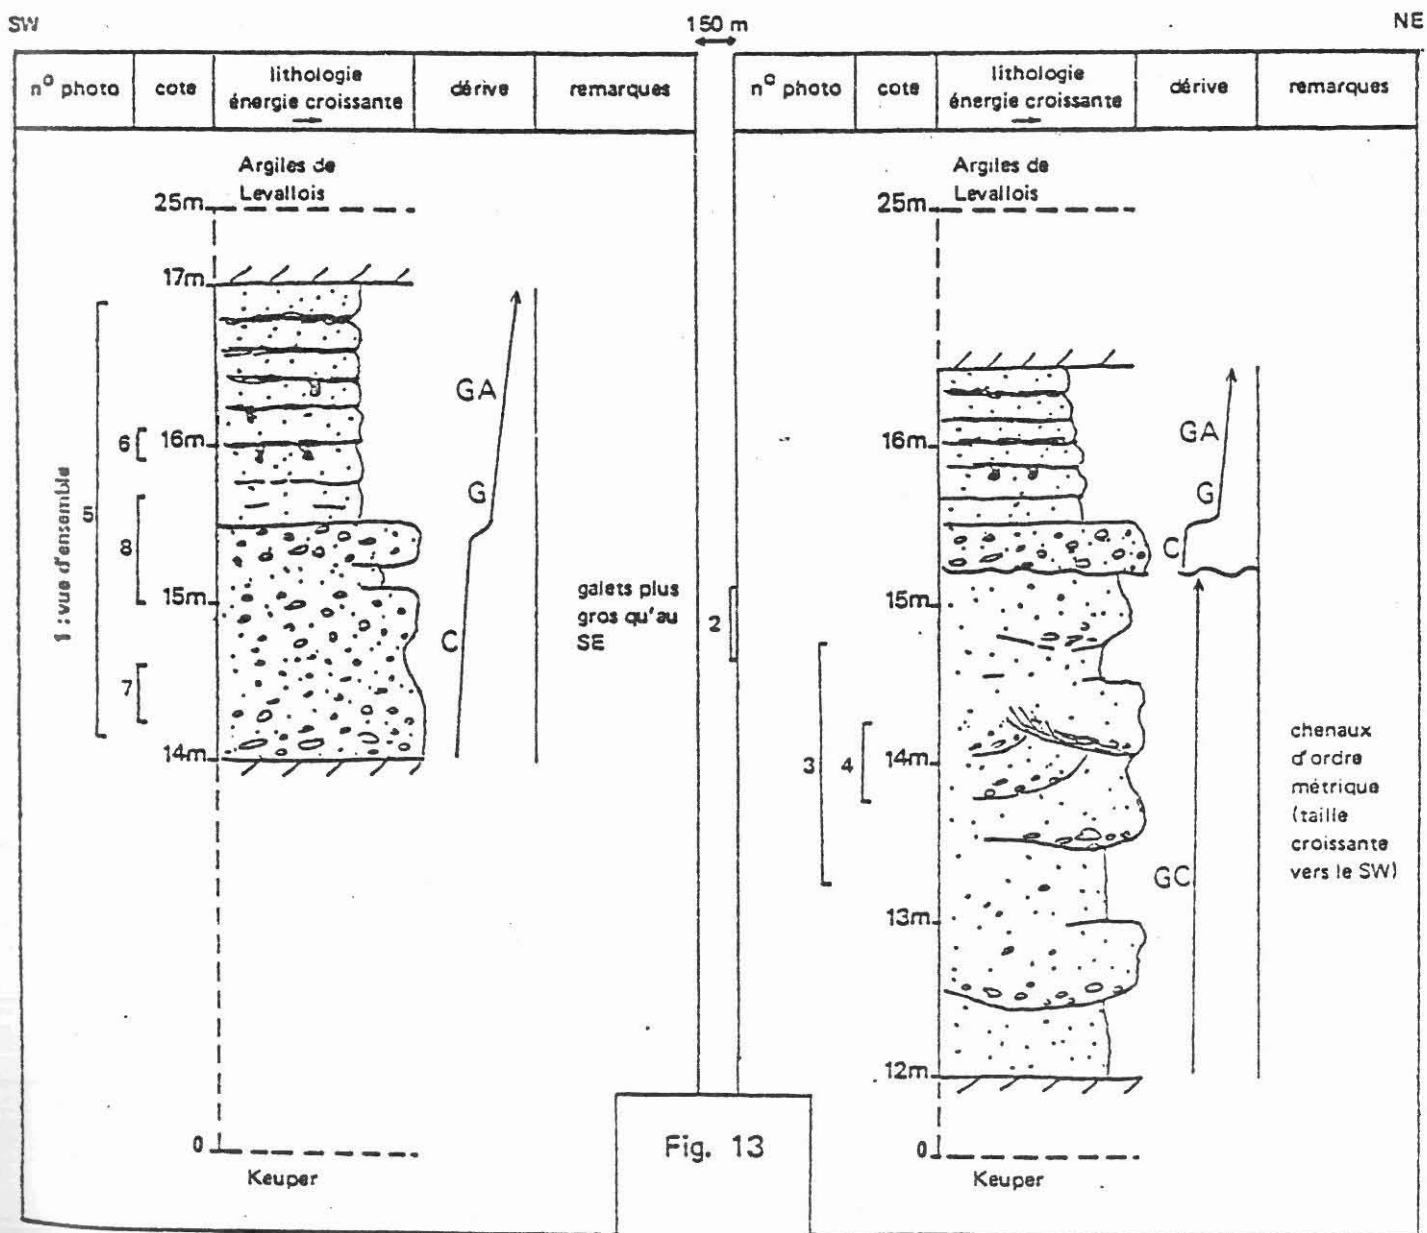 SW
150 m
NE
n° photo
cote
lithologie
énergie croissante
dérive
remarques
Argiles de
Levallois
25m
17m
16m
15m
14m
0
Keuper
1 : vue d'ensemble
5
6
8
7
GA
G
C
galets plus
gros qu'au
SE
n° photo
cote
lithologie
énergie croissante
dérive
remarques
Argiles de
Levallois
25m
16m
15m
14m
13m
12m
0
Keuper
2
3
4
GA
G
C
GC
chenaux
d'ordre
métrique
(taille
croissante
vers le SW)
Fig. 13